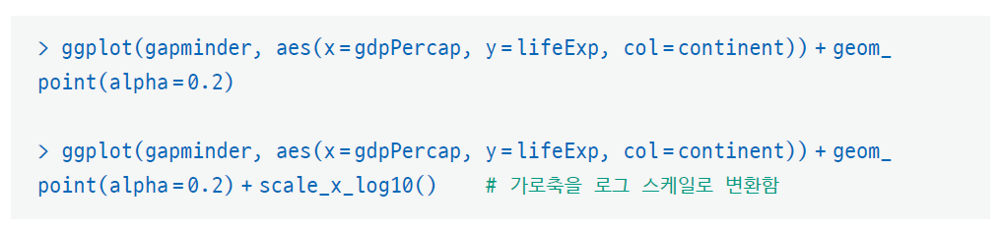 > ggplot(gapminder, aes(x=gdpPercap, y=lifeExp, col=continent)) + geom_
point(alpha=0.2)
> ggplot(gapminder, aes(x=gdpPercap, y=lifeExp, col=continent)) + geom_
point(alpha=0.2) + scale_x_log10() # 가로축을 로그 스케일로 변환함